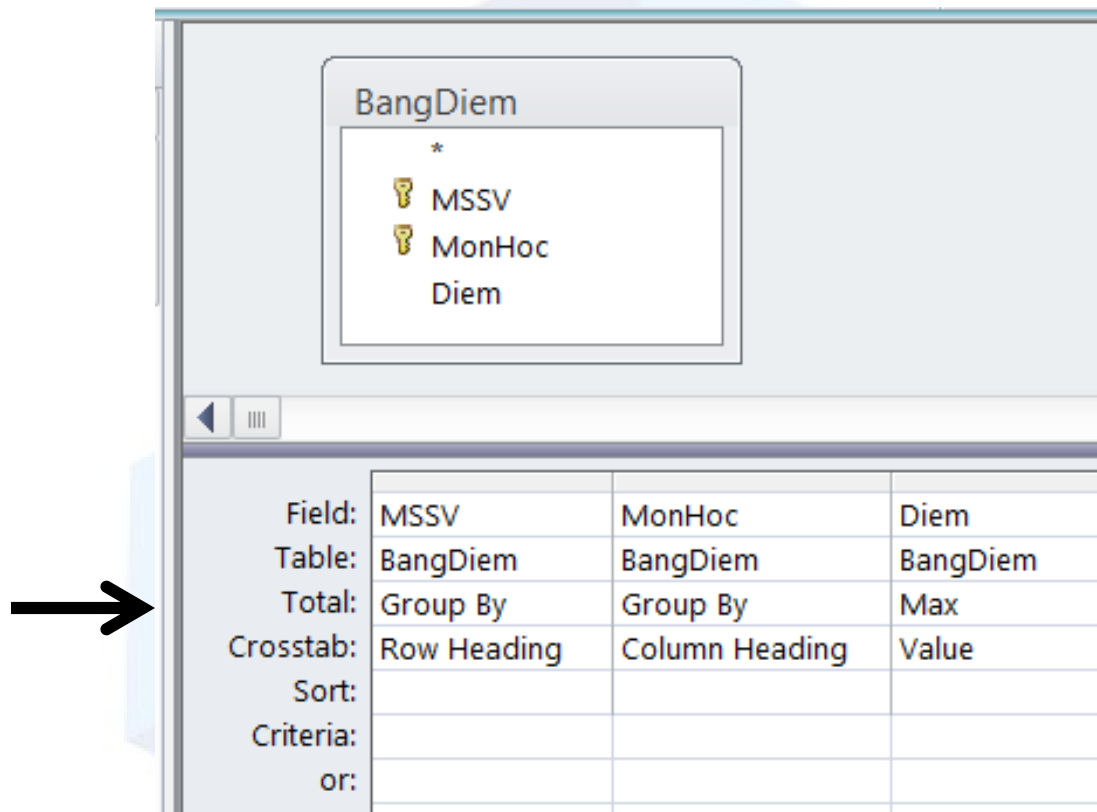 BangDiem
*
MSSV
MonHoc
Diem
Field: MSSV MonHoc Diem
Table: BangDiem BangDiem BangDiem
Total: Group By Group By Max
Crosstab: Row Heading Column Heading Value
Sort:
Criteria:
or: